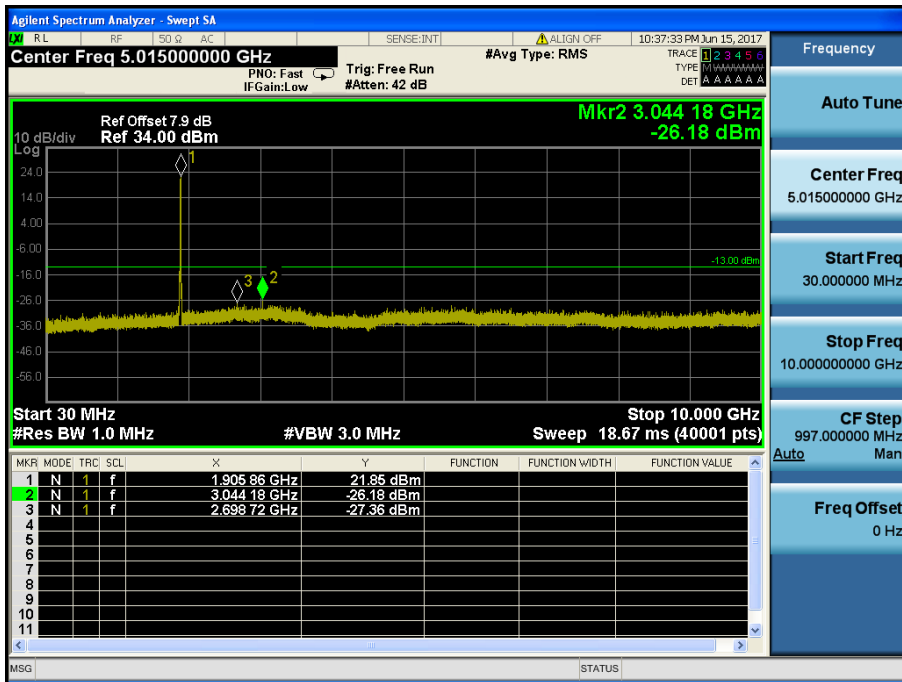 Agilent Spectrum Analyzer - Swept SA
LXI RL RF 50 Ω AC SENSE:INT ALIGN OFF 10:37:33 PM Jun 15, 2017
Center Freq 5.015000000 GHz
PNO: Fast
IFGain:Low
Trig: Free Run
#Atten: 42 dB
#Avg Type: RMS
TRACE 1 2 3 4 5 6
TYPE M WWWWW
DET A A A A A A
Frequency
Auto Tune
Center Freq
5.015000000 GHz
Start Freq
30.000000 MHz
Stop Freq
10.000000000 GHz
CF Step
997.000000 MHz
Auto Man
Freq Offset
0 Hz
Mkr2 3.044 18 GHz
-26.18 dBm
Ref Offset 7.9 dB
10 dB/div Ref 34.00 dBm
Log
24.0
14.0
4.00
-6.00
-16.0
-26.0
-36.0
-46.0
-56.0
1
3 2
-13.00 dBm
Start 30 MHz Stop 10.000 GHz
#Res BW 1.0 MHz #VBW 3.0 MHz Sweep 18.67 ms (40001 pts)
MKR MODE TRC SCL X Y FUNCTION FUNCTION WIDTH FUNCTION VALUE
1 N 1 f 1.905 86 GHz 21.85 dBm
2 N 1 f 3.044 18 GHz -26.18 dBm
3 N 1 f 2.698 72 GHz -27.36 dBm
4
5
6
7
8
9
10
11
MSG STATUS